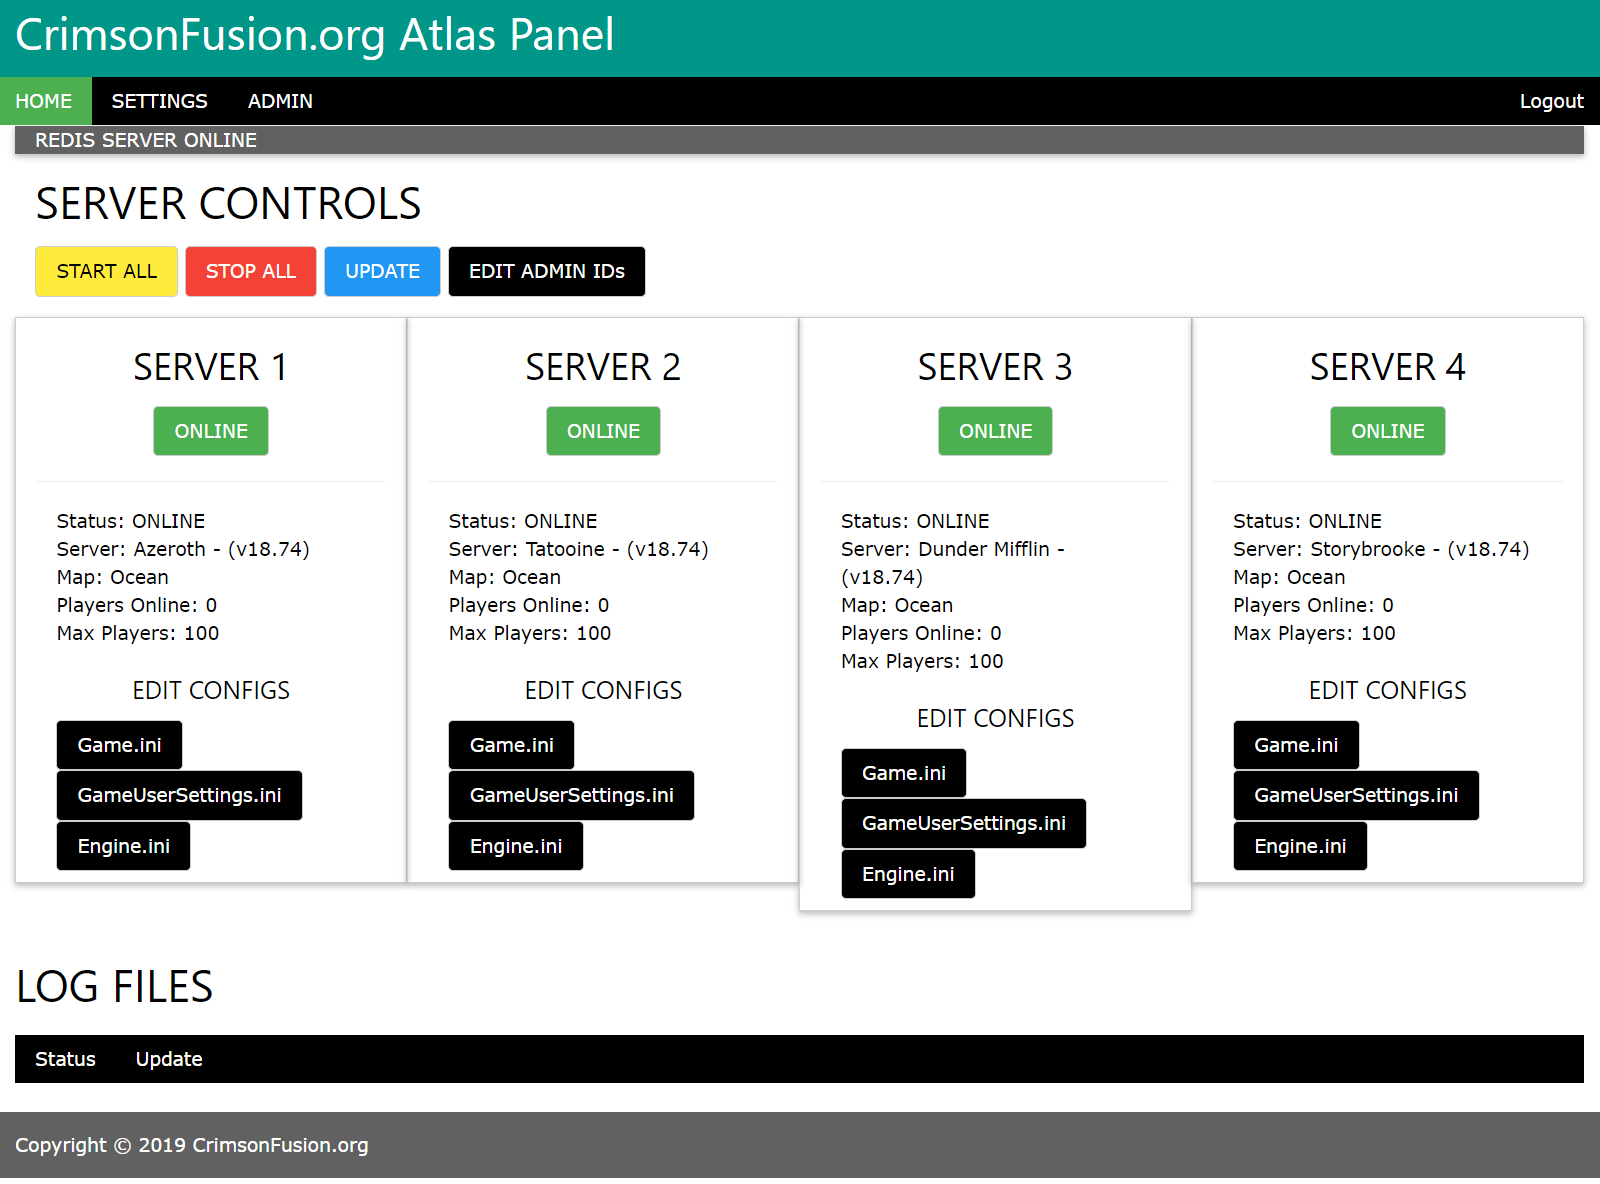 CrimsonFusion.org Atlas Panel
HOME SETTINGS ADMIN Logout
REDIS SERVER ONLINE
SERVER CONTROLS
START ALL STOP ALL UPDATE EDIT ADMIN IDs
SERVER 1
ONLINE
Status: ONLINE
Server: Azeroth - (v18.74)
Map: Ocean
Players Online: 0
Max Players: 100
EDIT CONFIGS
Game.ini
GameUserSettings.ini
Engine.ini
SERVER 2
ONLINE
Status: ONLINE
Server: Tatooine - (v18.74)
Map: Ocean
Players Online: 0
Max Players: 100
EDIT CONFIGS
Game.ini
GameUserSettings.ini
Engine.ini
SERVER 3
ONLINE
Status: ONLINE
Server: Dunder Mifflin -
(v18.74)
Map: Ocean
Players Online: 0
Max Players: 100
EDIT CONFIGS
Game.ini
GameUserSettings.ini
Engine.ini
SERVER 4
ONLINE
Status: ONLINE
Server: Storybrooke - (v18.74)
Map: Ocean
Players Online: 0
Max Players: 100
EDIT CONFIGS
Game.ini
GameUserSettings.ini
Engine.ini
LOG FILES
Status Update
Copyright © 2019 CrimsonFusion.org